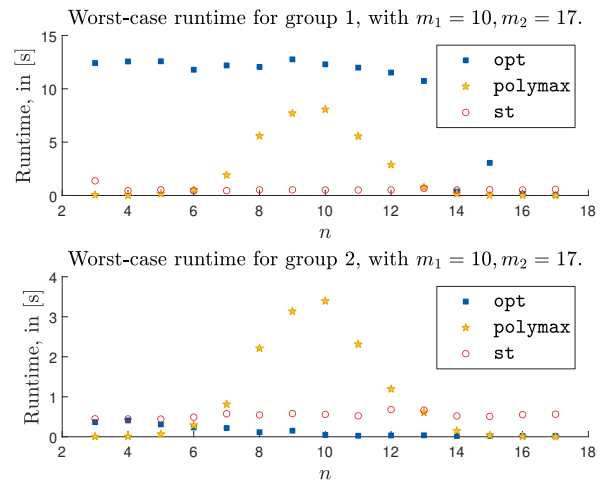 Worst-case runtime for group 1, with m₁ = 10, m₂ = 17.
15
10
5
0
Runtime, in [s]
opt
polymax
st
2 4 6 8 10 12 14 16 18
n
Worst-case runtime for group 2, with m₁ = 10, m₂ = 17.
4
3
2
1
0
Runtime, in [s]
opt
polymax
st
2 4 6 8 10 12 14 16 18
n